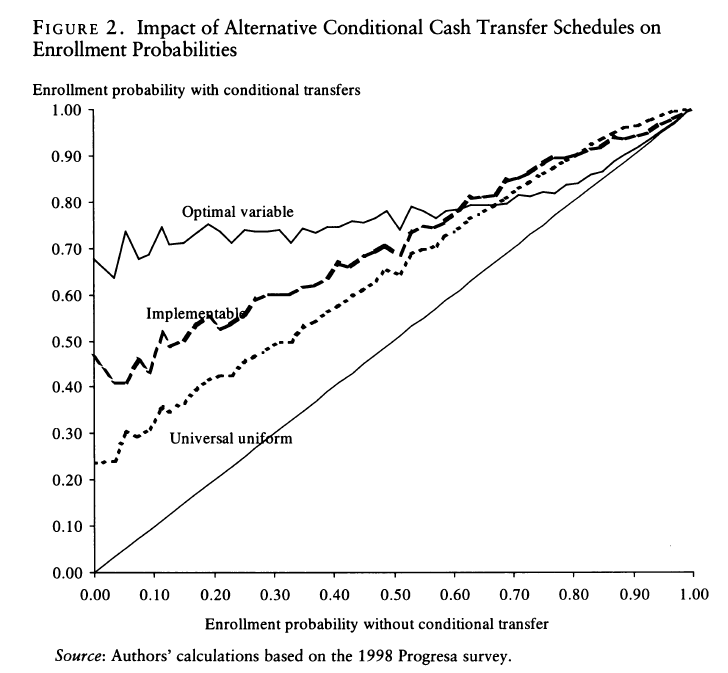 FIGURE 2. Impact of Alternative Conditional Cash Transfer Schedules on
Enrollment Probabilities
Enrollment probability with conditional transfers
1.00
0.90
0.80
Optimal variable
0.70
0.60
Implementable
0.50
0.40
0.30
Universal uniform
0.20
0.10
0.00
0.00 0.10 0.20 0.30 0.40 0.50 0.60 0.70 0.80 0.90 1.00
Enrollment probability without conditional transfer
Source: Authors' calculations based on the 1998 Progresa survey.